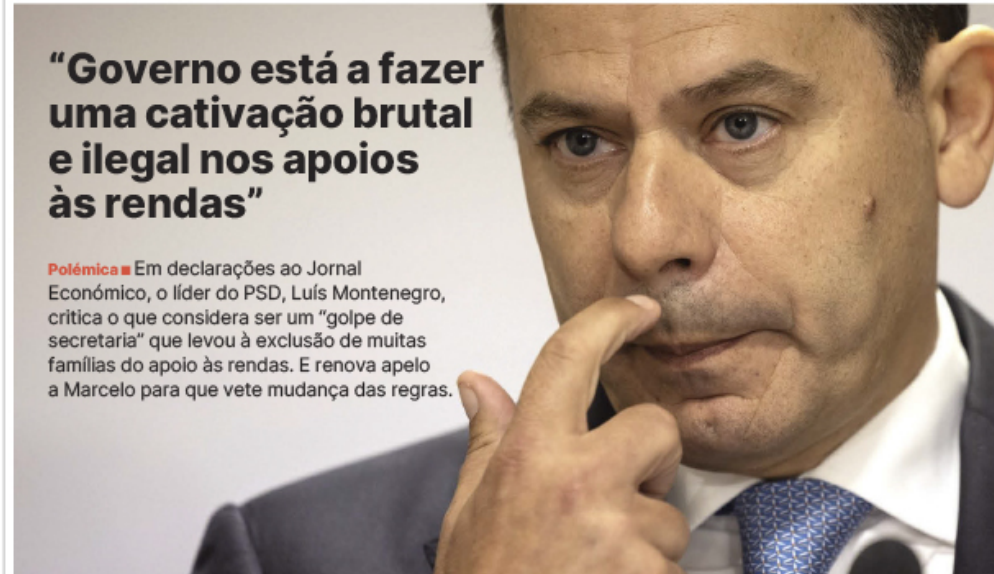 “Governo está a fazer
uma cativação brutal
e ilegal nos apoios
às rendas”
Polémica ■ Em declarações ao Jornal
Económico, o líder do PSD, Luís Montenegro,
critica o que considera ser um “golpe de
secretaria” que levou à exclusão de muitas
famílias do apoio às rendas. E renova apelo
a Marcelo para que vete mudança das regras.